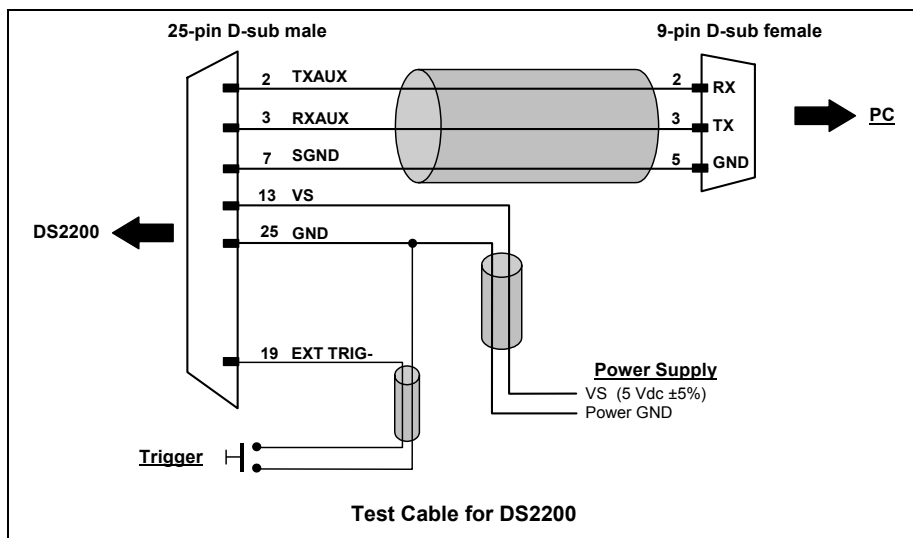 25-pin D-sub male
9-pin D-sub female
2 TXAUX 2 RX
3 RXAUX 3 TX
PC
7 SGND 5 GND
13 VS
DS2200
25 GND
19 EXT TRIG-
Power Supply
VS (5 Vdc ±5%)
Power GND
Trigger
Test Cable for DS2200